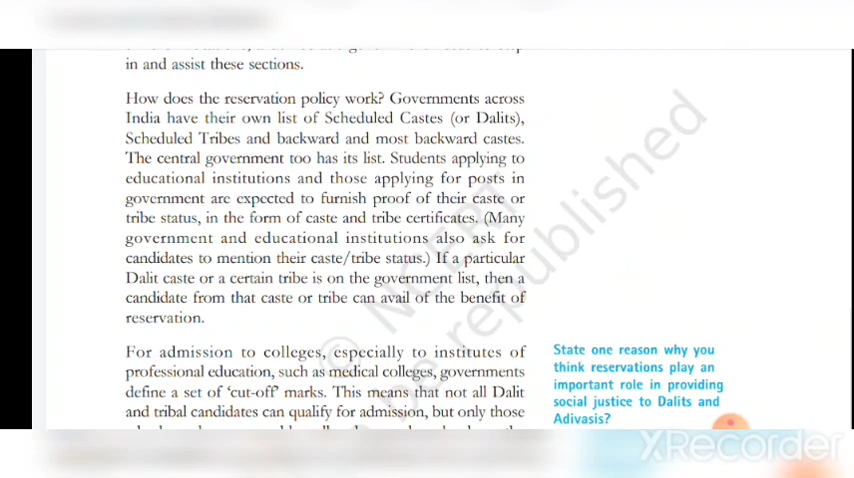 in and assist these sections.
How does the reservation policy work? Governments across
India have their own list of Scheduled Castes (or Dalits),
Scheduled Tribes and backward and most backward castes.
The central government too has its list. Students applying to
educational institutions and those applying for posts in
government are expected to furnish proof of their caste or
tribe status, in the form of caste and tribe certificates. (Many
government and educational institutions also ask for
candidates to mention their caste/tribe status.) If a particular
Dalit caste or a certain tribe is on the government list, then a
candidate from that caste or tribe can avail of the benefit of
reservation.
For admission to colleges, especially to institutes of
professional education, such as medical colleges, governments
define a set of ‘cut-off’ marks. This means that not all Dalit
and tribal candidates can qualify for admission, but only those
State one reason why you
think reservations play an
important role in providing
social justice to Dalits and
Adivasis?
© NCERT
be republished
XRecorder